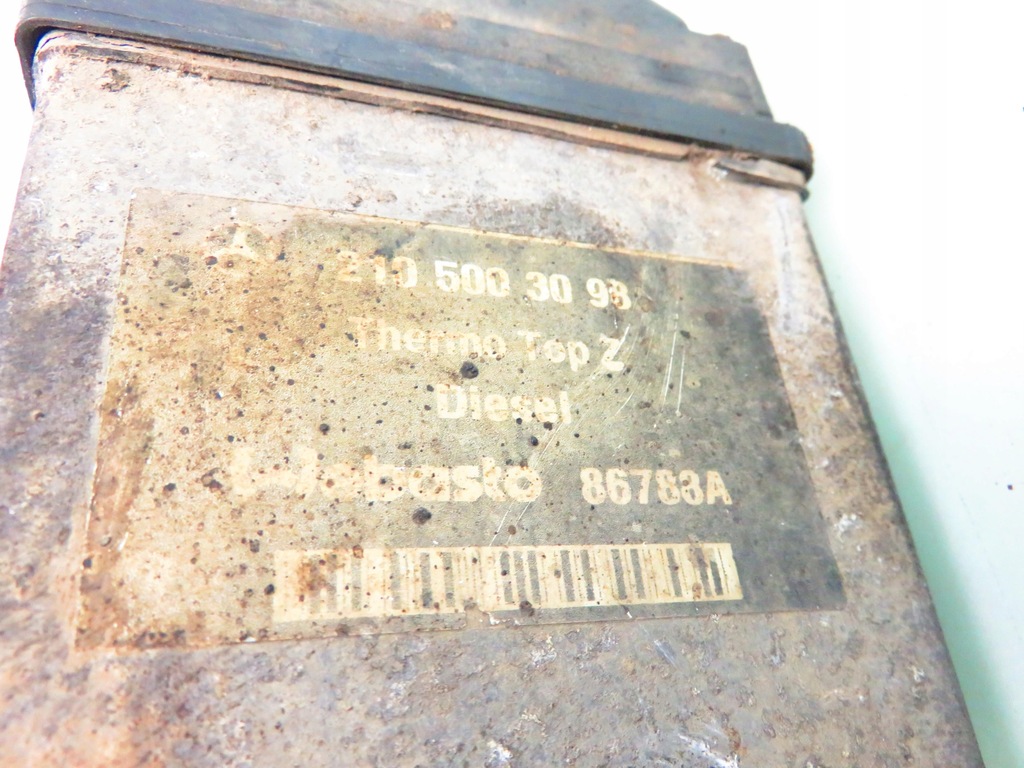 210 500 30 98
Thermo Top Z
Diesel
Webasto 86783A